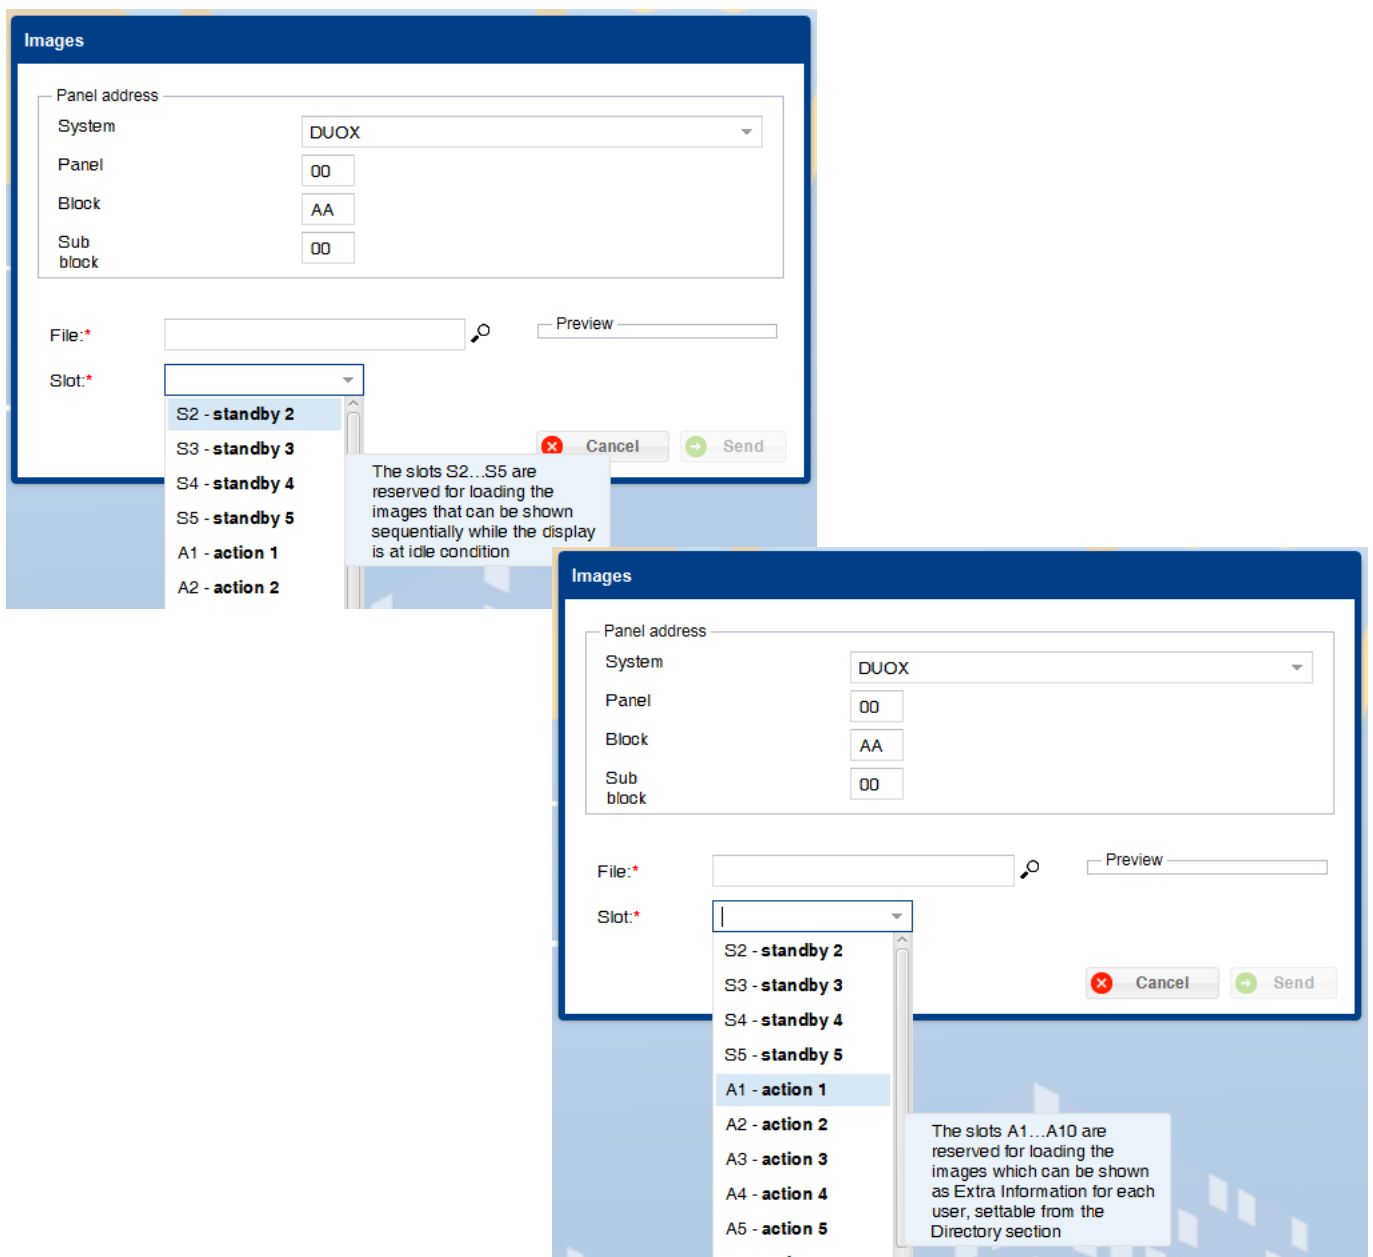 Images
Panel address
System
DUOX
Panel
00
Block
AA
Sub
block
00
File:*
Preview
Slot:*
S2 - standby 2
S3 - standby 3
S4 - standby 4
S5 - standby 5
A1 - action 1
A2 - action 2
Cancel
Send
The slots S2...S5 are
reserved for loading the
images that can be shown
sequentially while the display
is at idle condition
Images
Panel address
System
DUOX
Panel
00
Block
AA
Sub
block
00
File:*
Preview
Slot:*
S2 - standby 2
S3 - standby 3
S4 - standby 4
S5 - standby 5
A1 - action 1
A2 - action 2
A3 - action 3
A4 - action 4
A5 - action 5
Cancel
Send
The slots A1...A10 are
reserved for loading the
images which can be shown
as Extra Information for each
user, settable from the
Directory section